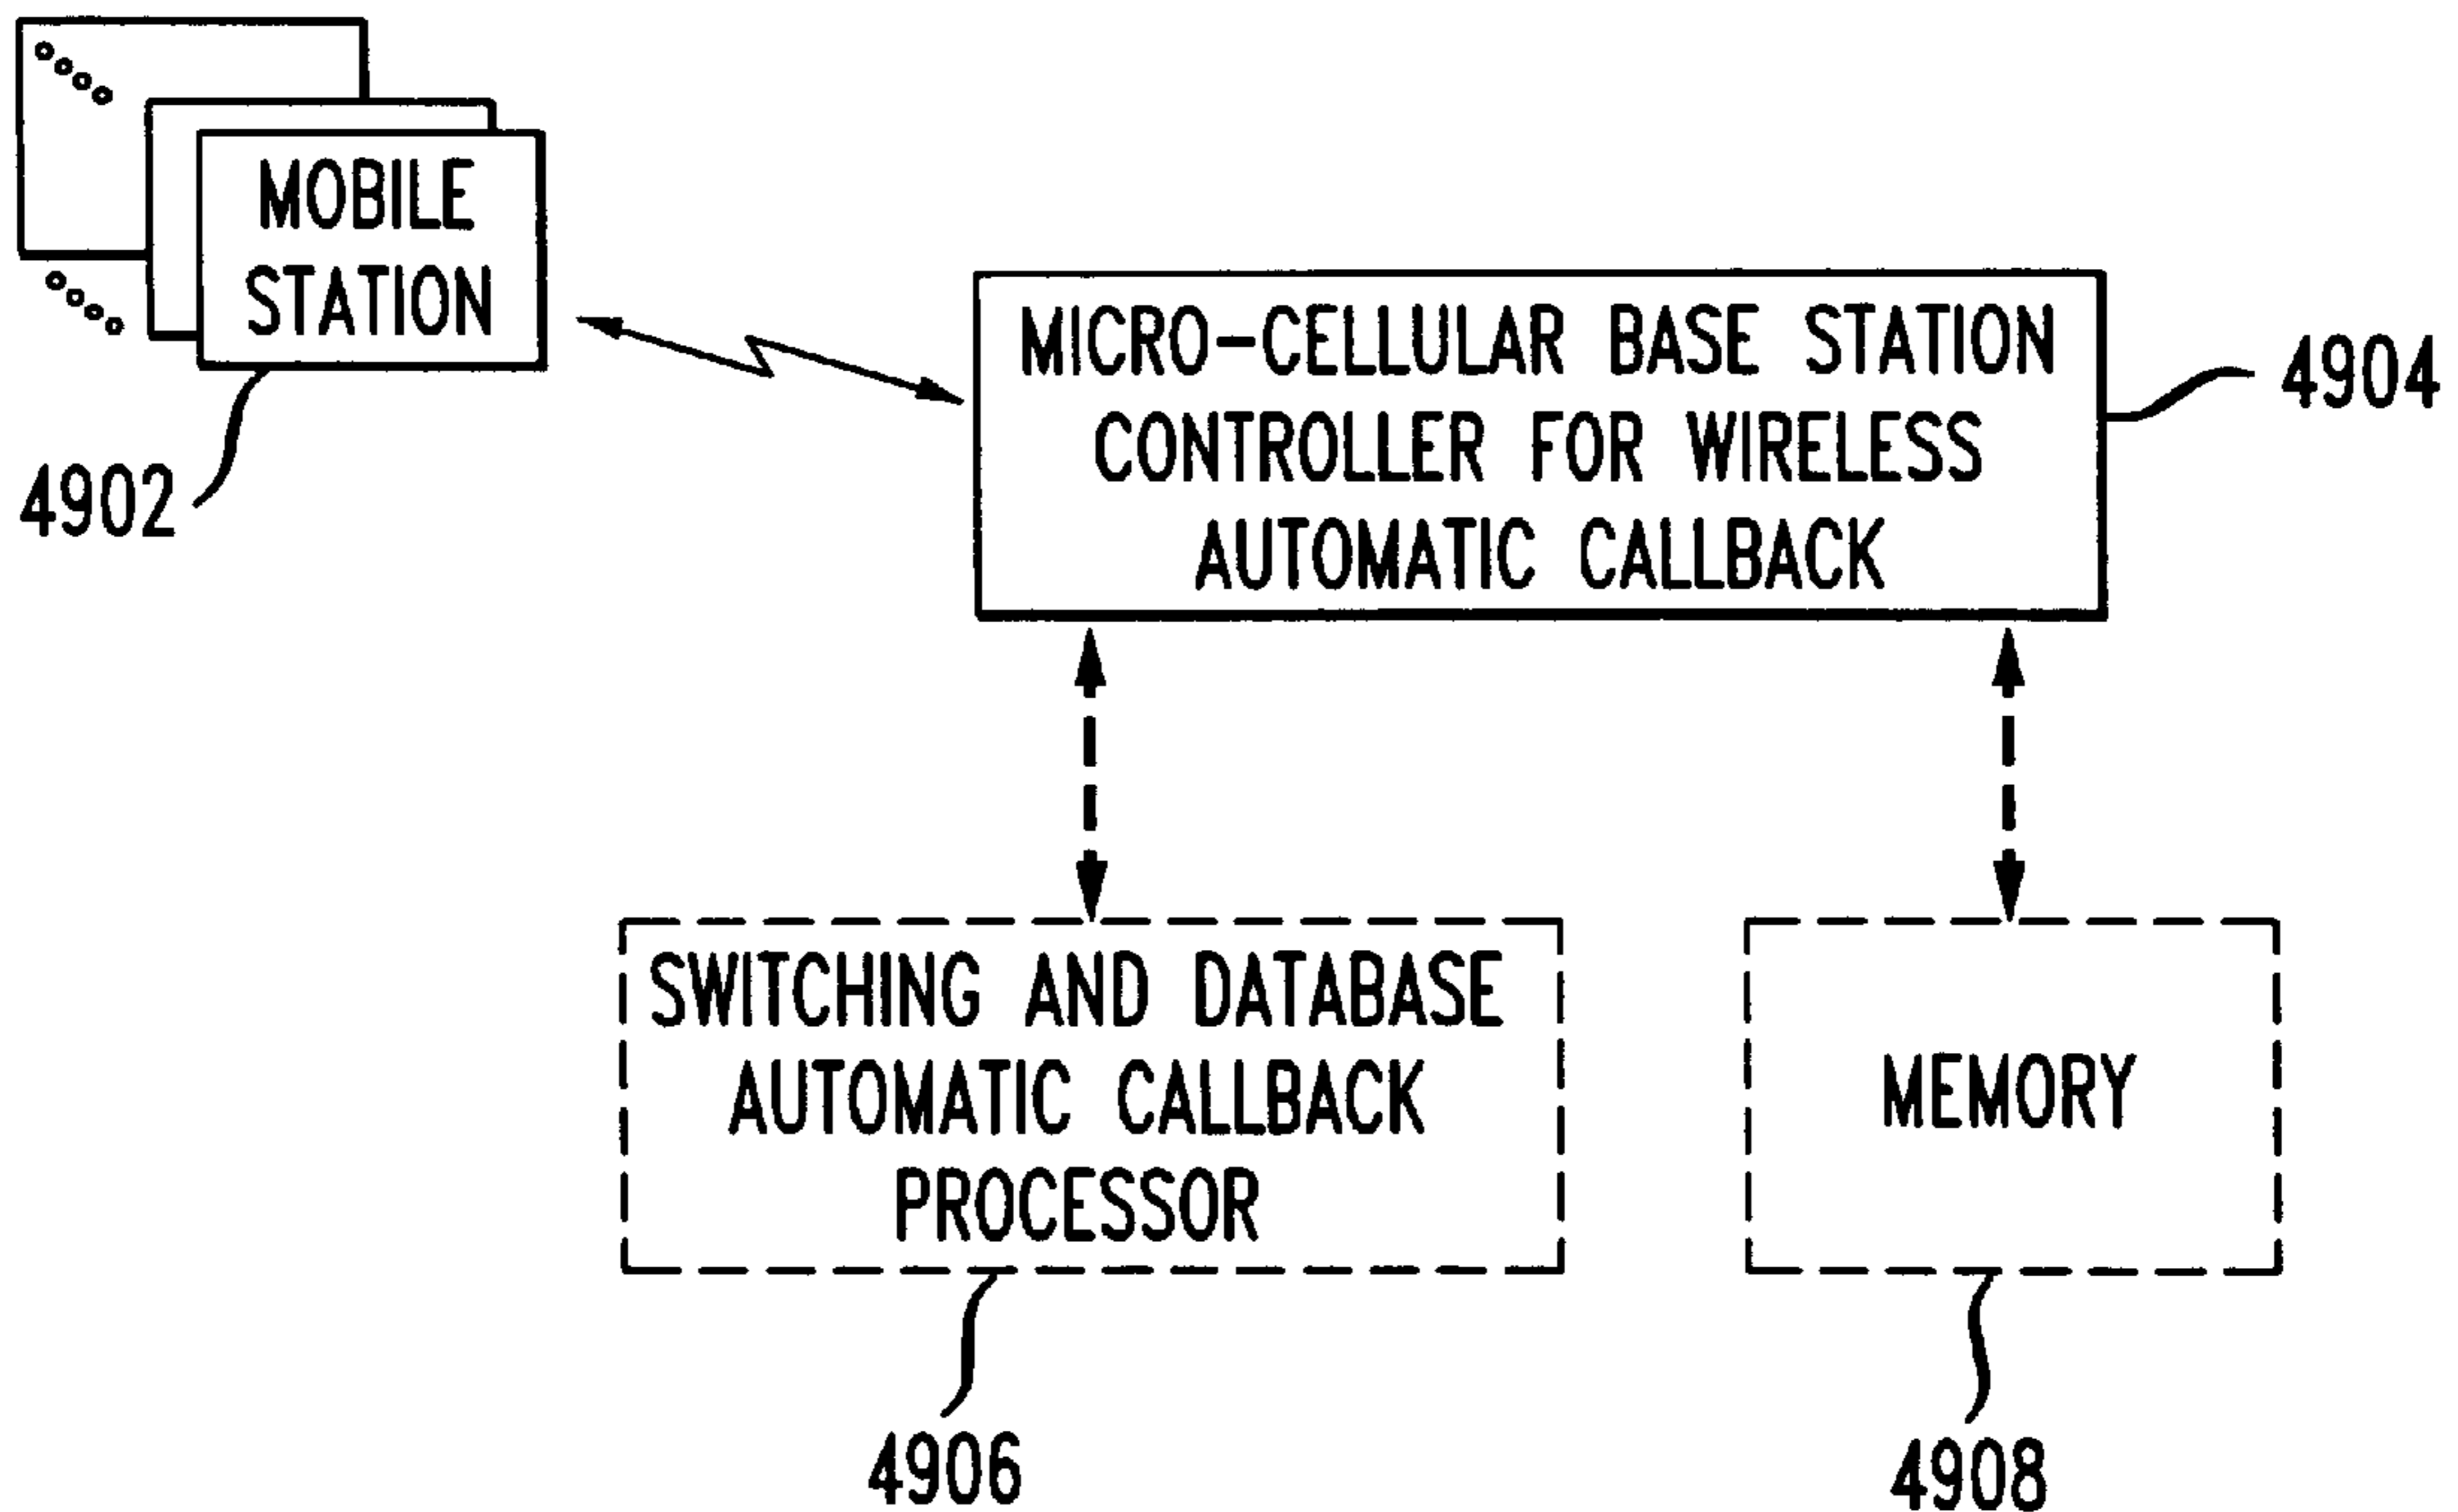 MOBILE
STATION
4902
MICRO-CELLULAR BASE STATION
CONTROLLER FOR WIRELESS
AUTOMATIC CALLBACK
4904
SWITCHING AND DATABASE
AUTOMATIC CALLBACK
PROCESSOR
4906
MEMORY
4908